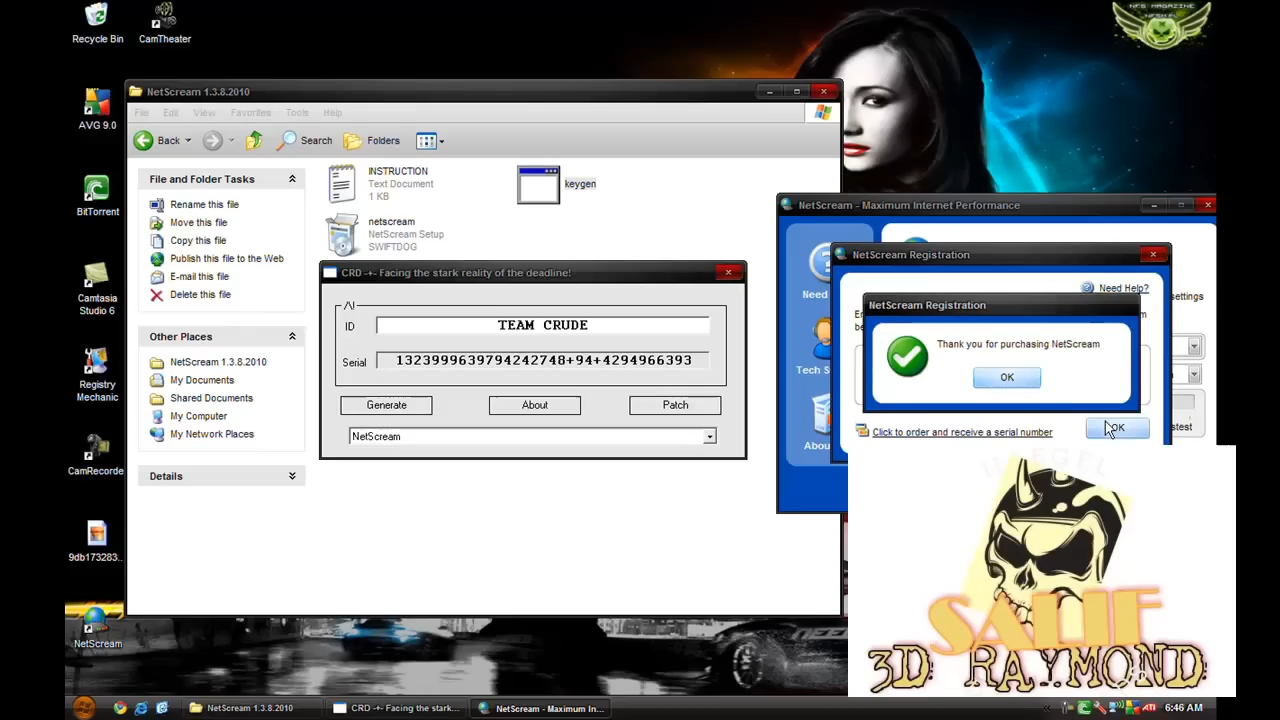 NFS MAGAZINE
Recycle Bin
CamTheater
NetScream 1.3.8.2010
File Edit View Favorites Tools Help
AVG 9.0
Back Search Folders
File and Folder Tasks
Rename this file
Move this file
Copy this file
Publish this file to the Web
E-mail this file
Delete this file
INSTRUCTION
Text Document
1 KB
keygen
netscream
NetScream Setup
SWIFTDOG
BitTorrent
NetScream - Maximum Internet Performance
NetScream Registration
Need Help?
Need
settings
NetScream Registration
Thank you for purchasing NetScream
OK
Tech S
Abou
Click to order and receive a serial number
OK
CRD -+- Facing the stark reality of the deadline!
ID
TEAM CRUDE
Serial
1323999639794242748+94+4294966393
Generate
About
Patch
NetScream
Camtasia
Studio 6
Other Places
NetScream 1.3.8.2010
My Documents
Shared Documents
My Computer
My Network Places
Registry
Mechanic
Details
CamRecorde
9db173283...
NetScream
SALIF
3D RAYMOND
NetScream 1.3.8.2010
CRD -+- Facing the stark...
NetScream - Maximum In...
ATI
6:46 AM